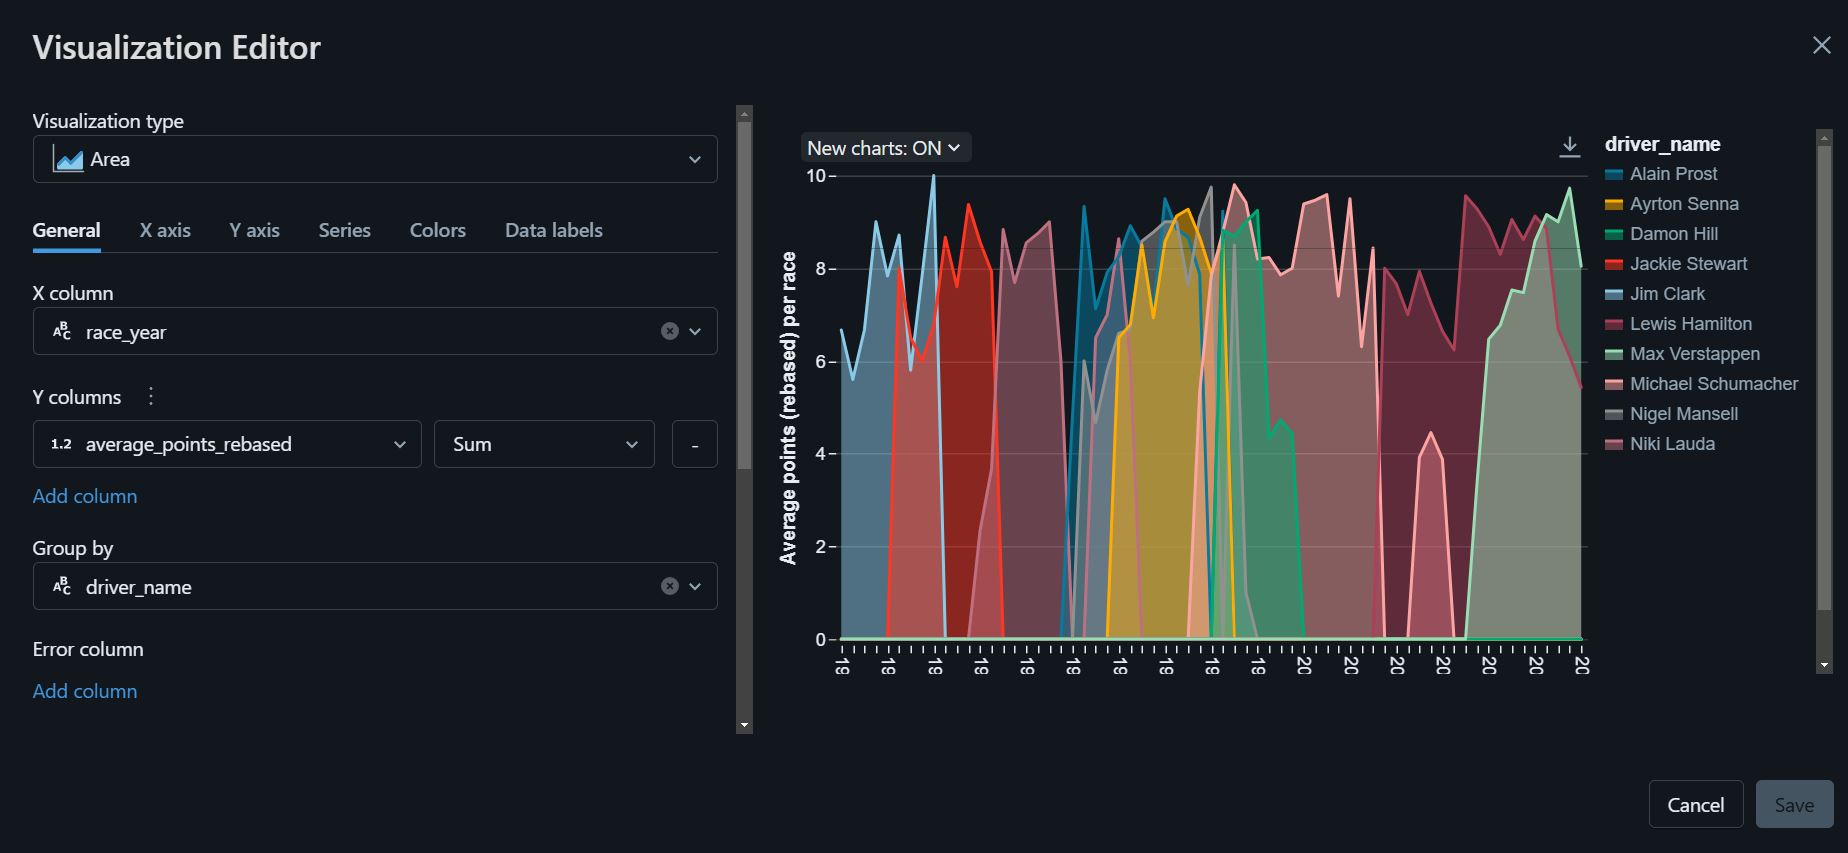 Visualization Editor
Visualization type
Area
General X axis Y axis Series Colors Data labels
X column
race_year
Y columns
1.2 average_points_rebased Sum -
Add column
Group by
driver_name
Error column
Add column
New charts: ON
Average points (rebased) per race
10
8
6
4
2
0
19 19 19 19 19 19 19 19 19 19 20 20 20 20 20 20 20
driver_name
Alain Prost
Ayrton Senna
Damon Hill
Jackie Stewart
Jim Clark
Lewis Hamilton
Max Verstappen
Michael Schumacher
Nigel Mansell
Niki Lauda
Cancel Save